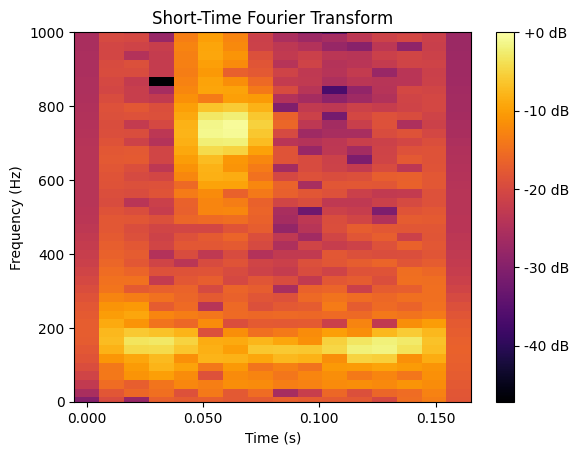 Short-Time Fourier Transform
1000
800
600
400
200
0
Frequency (Hz)
0.000
0.050
0.100
0.150
Time (s)
+0 dB
-10 dB
-20 dB
-30 dB
-40 dB